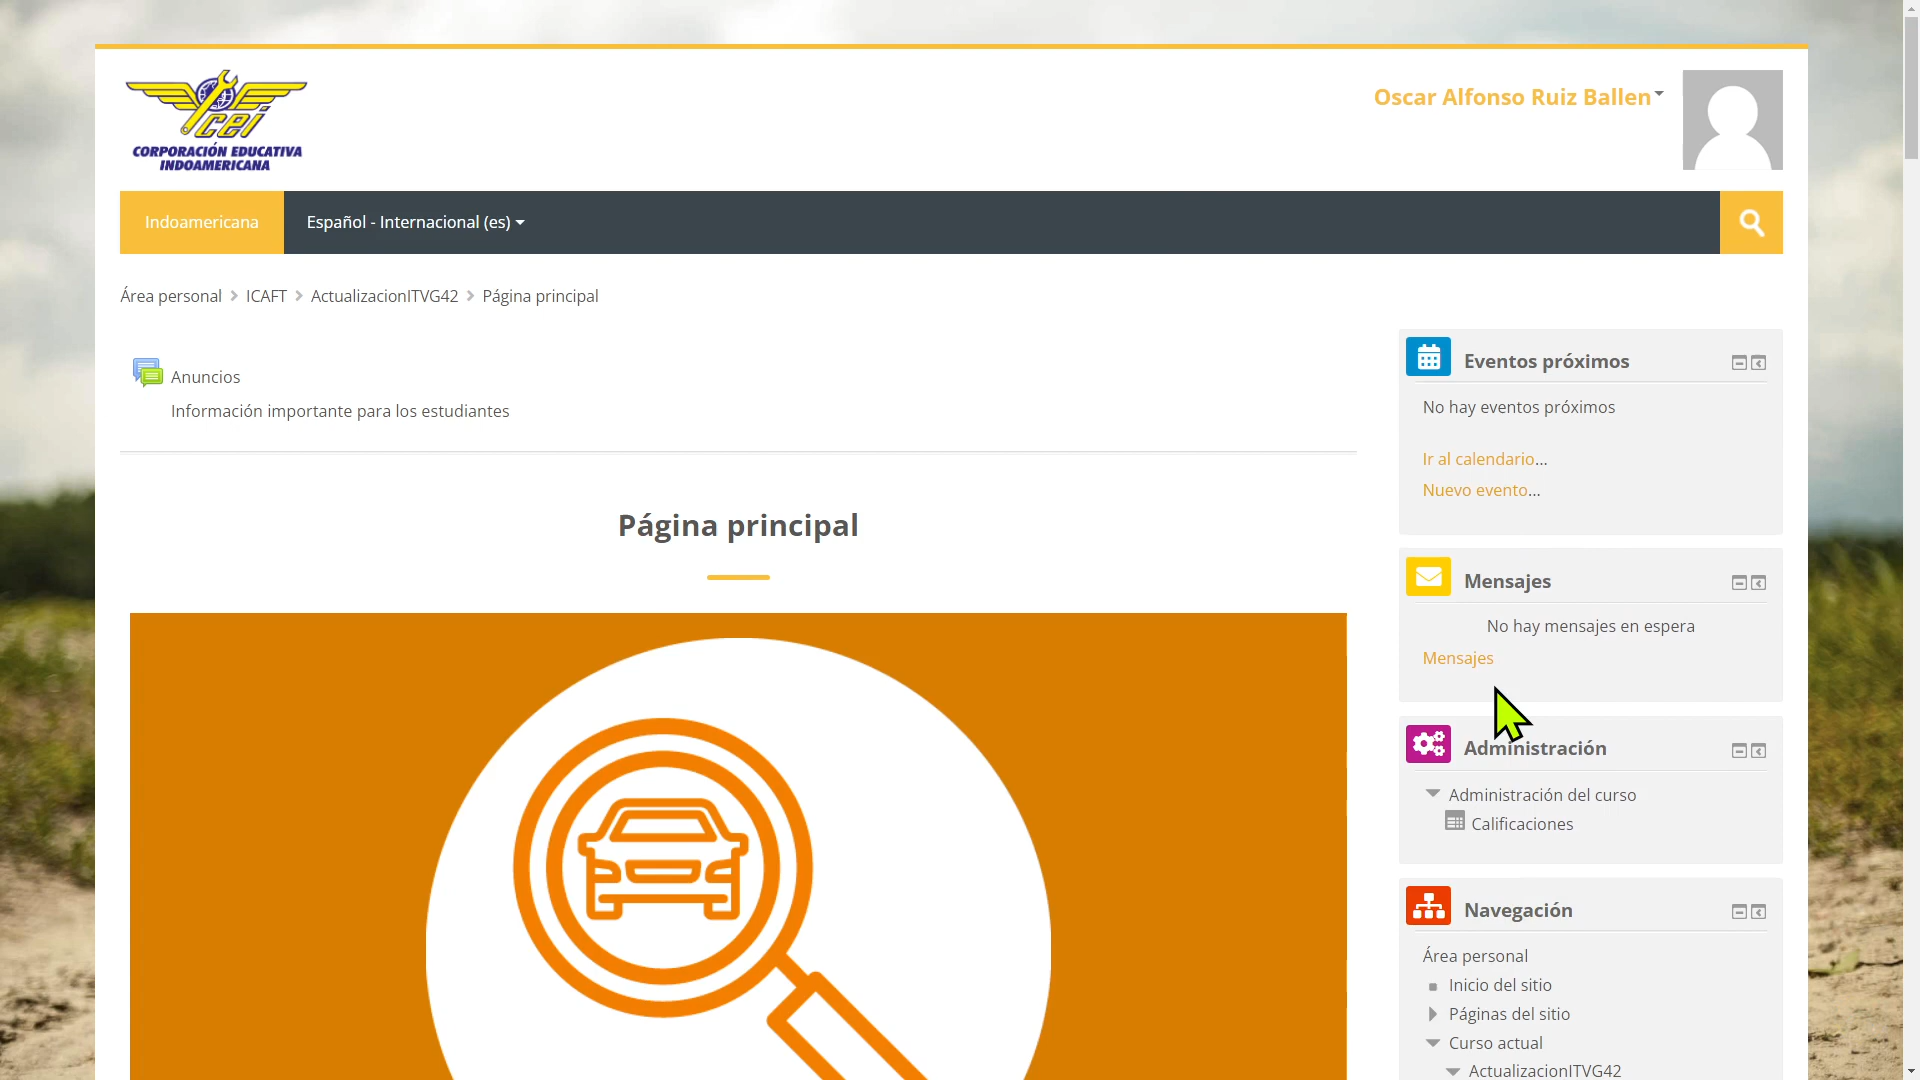 cei
CORPORACIÓN EDUCATIVA
INDOAMERICANA
Oscar Alfonso Ruiz Ballen
Indoamericana
Español - Internacional (es)
Área personal
ICAFT
ActualizacionITVG42
Página principal
Anuncios
Información importante para los estudiantes
Página principal
Eventos próximos
No hay eventos próximos
Ir al calendario...
Nuevo evento...
Mensajes
No hay mensajes en espera
Mensajes
Administración
Administración del curso
Calificaciones
Navegación
Área personal
Inicio del sitio
Páginas del sitio
Curso actual
ActualizacionITVG42